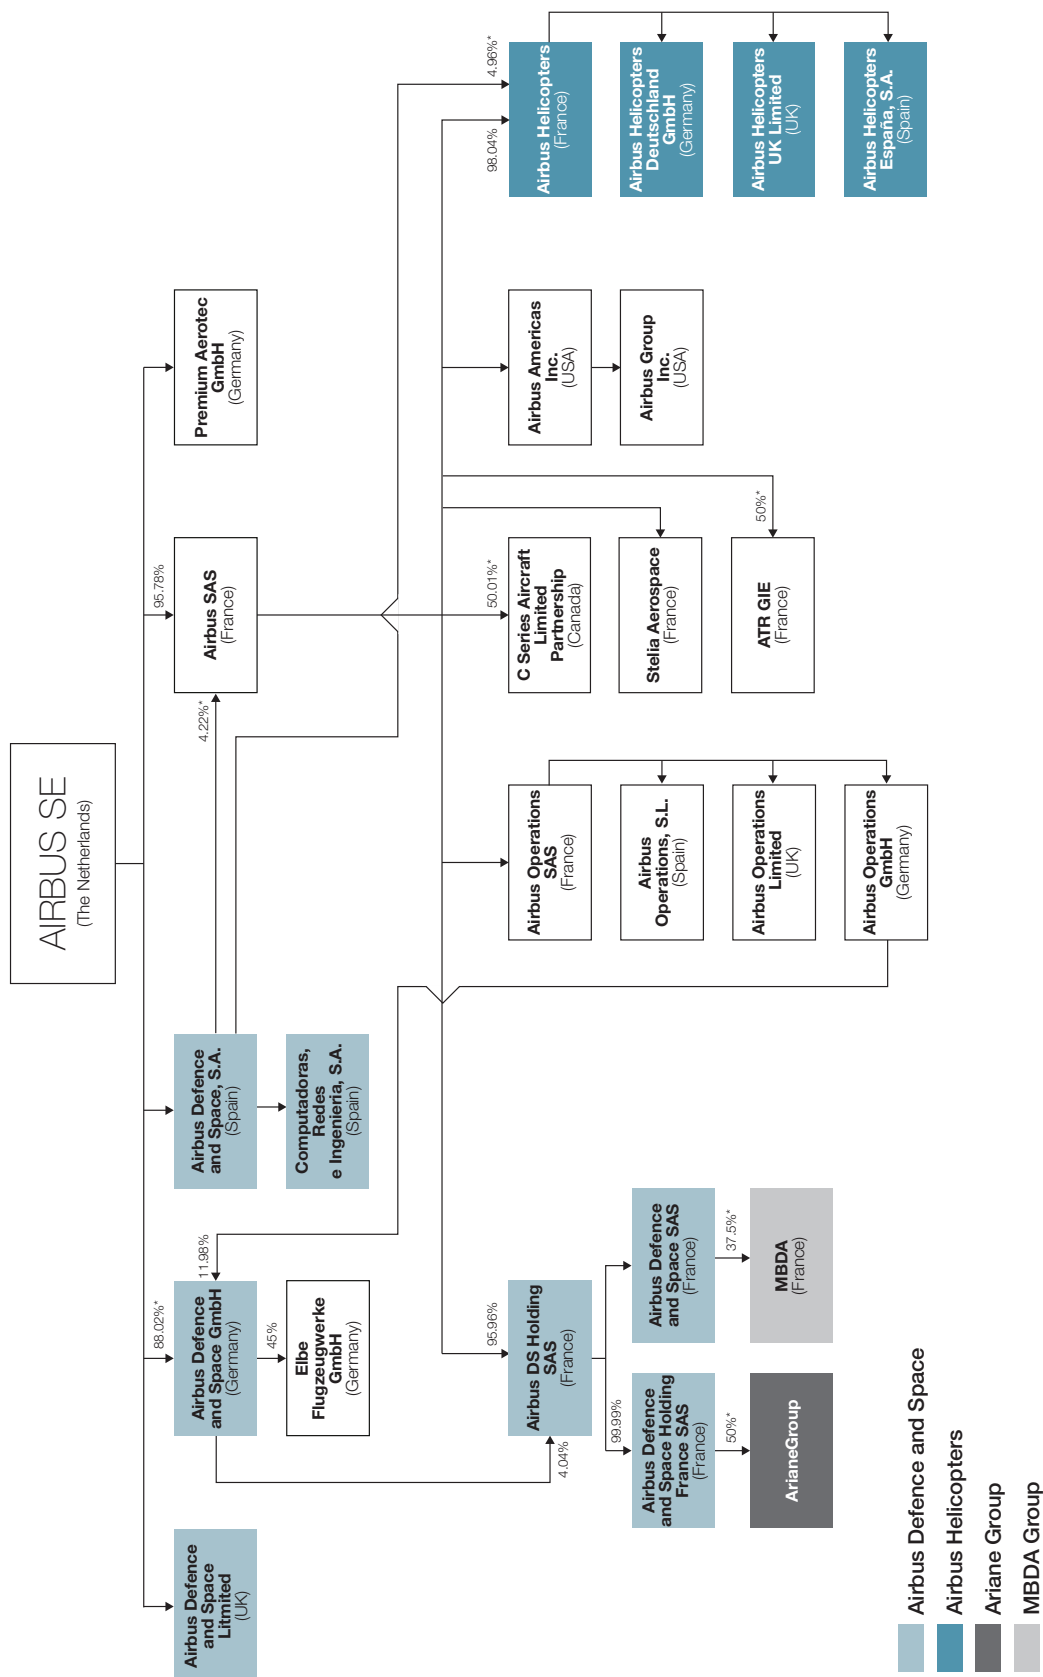 AIRBUS SE
(The Netherlands)
Airbus Defence
and Space
Litmited
(UK)
88.02%*
Airbus Defence
and Space GmbH
(Germany)
11.98%
45%
Elbe
Flugzeugwerke
GmbH
(Germany)
Airbus Defence
and Space, S.A.
(Spain)
Computadoras,
Redes
e Ingenieria, S.A.
(Spain)
4.22%*
95.78%
Airbus SAS
(France)
Premium Aerotec
GmbH
(Germany)
4.04%
95.96%
Airbus DS Holding
SAS
(France)
99.99%
Airbus Defence
and Space Holding
France SAS
(France)
50%*
ArianeGroup
Airbus Defence
and Space SAS
(France)
37.5%*
MBDA
(France)
Airbus Operations
SAS
(France)
Airbus
Operations, S.L.
(Spain)
Airbus Operations
Limited
(UK)
Airbus Operations
GmbH
(Germany)
50.01%*
C Series Aircraft
Limited
Partnership
(Canada)
Stelia Aerospace
(France)
50%*
ATR GIE
(France)
Airbus Americas
Inc.
(USA)
Airbus Group
Inc.
(USA)
98.04%
4.96%*
Airbus Helicopters
(France)
Airbus Helicopters
Deutschland
GmbH
(Germany)
Airbus Helicopters
UK Limited
(UK)
Airbus Helicopters
España, S.A.
(Spain)
Airbus Defence and Space
Airbus Helicopters
Ariane Group
MBDA Group